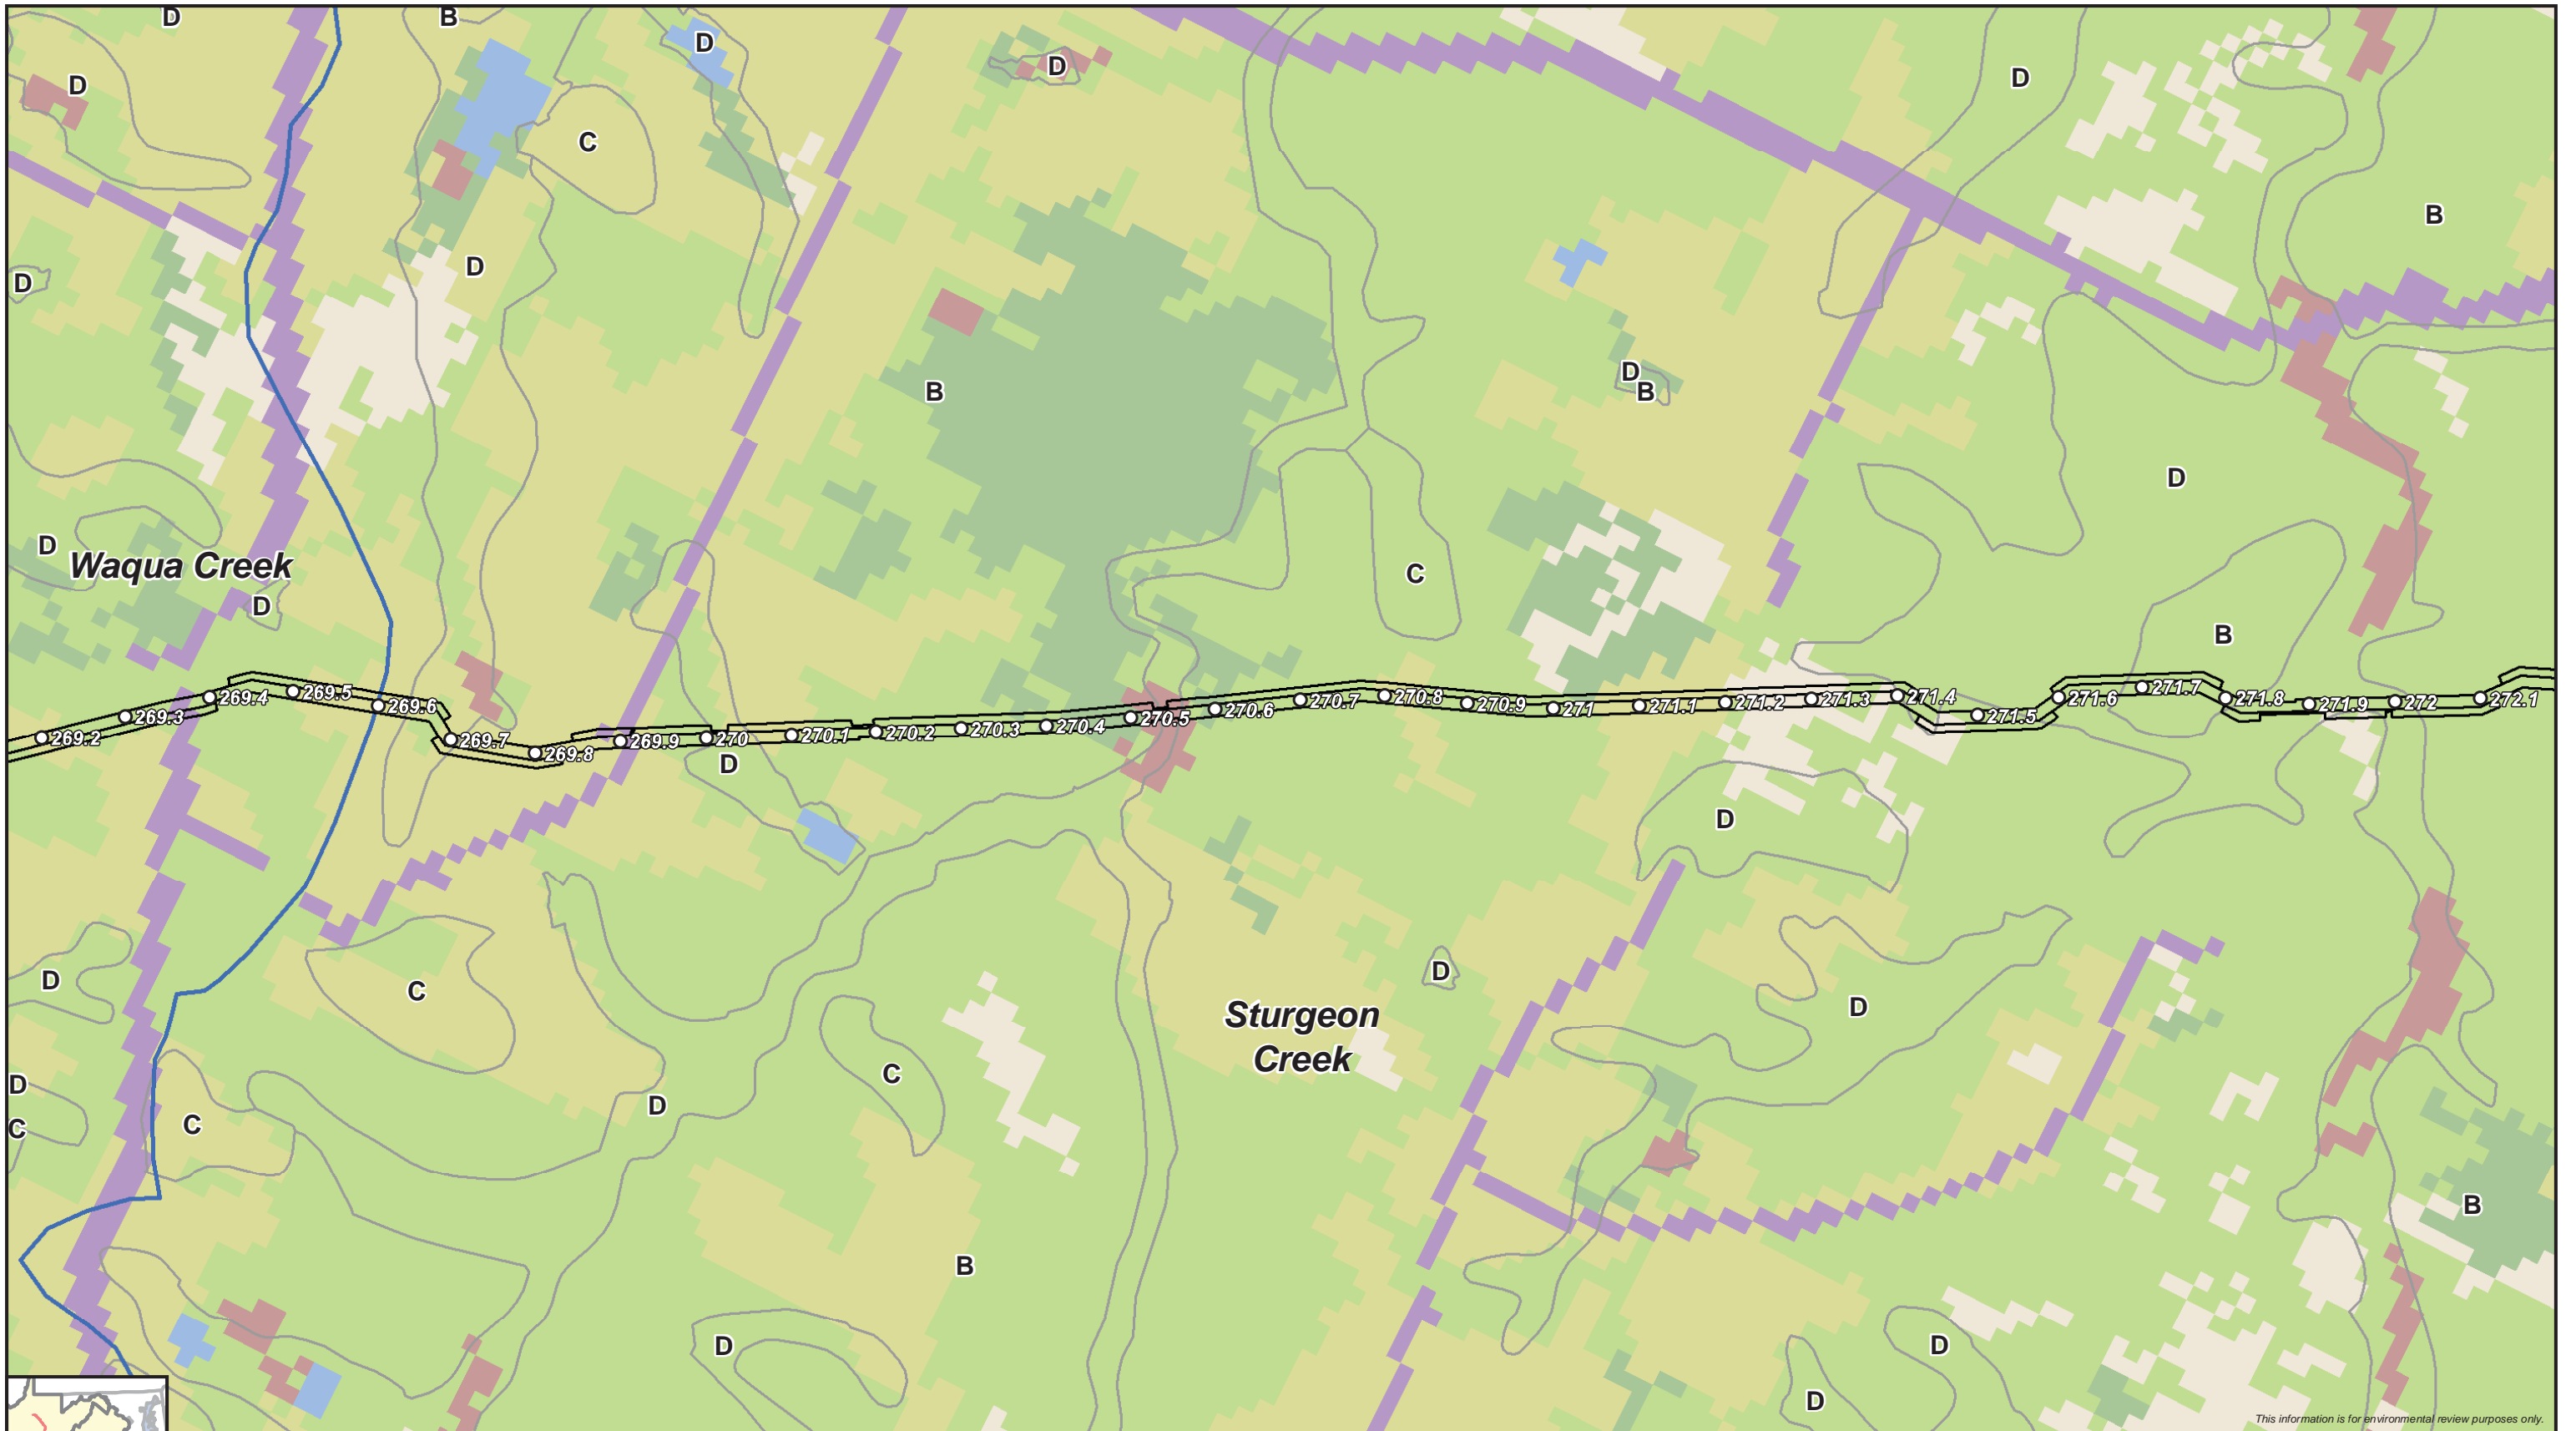 D
B
D
D
D
D
C
B
D
D
D
B
D
B
D
D
Waqua Creek
C
D
B
269.2
269.3
269.4
269.5
269.6
269.7
269.8
269.9
270
270.1
270.2
270.3
270.4
270.5
270.6
270.7
270.8
270.9
271
271.1
271.2
271.3
271.4
271.5
271.6
271.7
271.8
271.9
272
272.1
D
D
D
D
C
D
Sturgeon
Creek
C
D
C
D
C
B
B
D
D
D
This information is for environmental review purposes only.